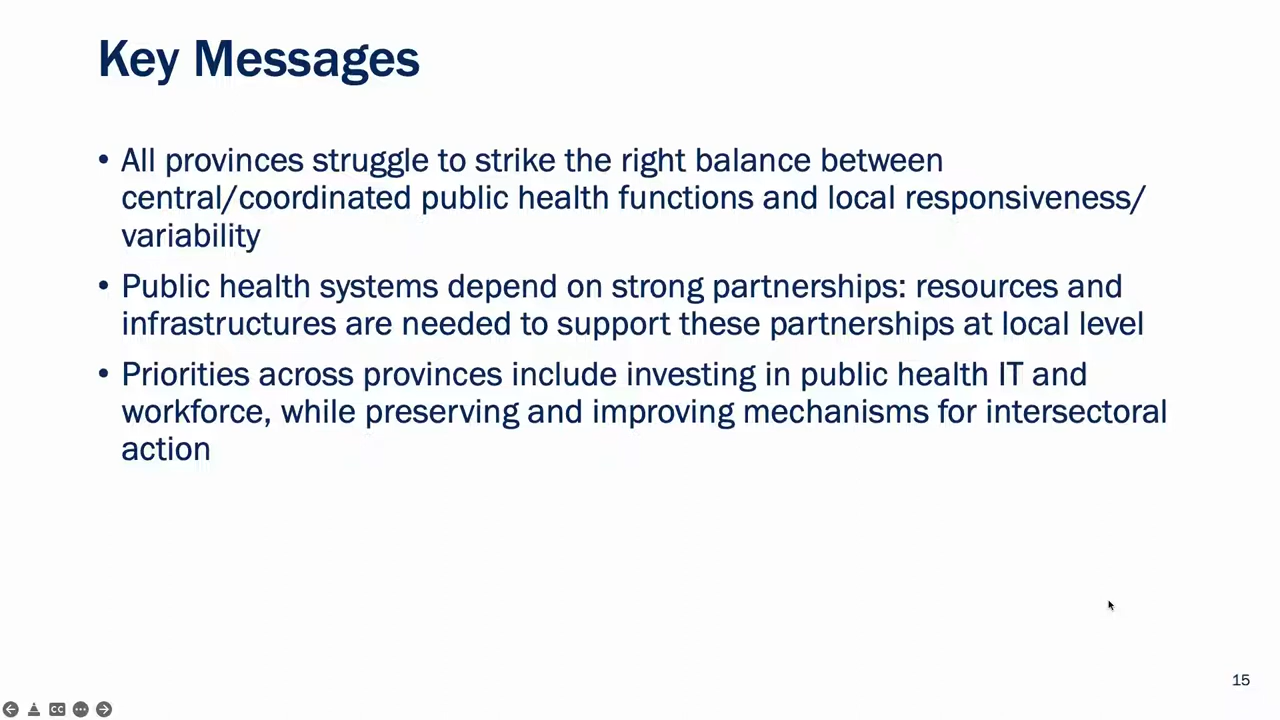 Key Messages
• All provinces struggle to strike the right balance between
central/coordinated public health functions and local responsiveness/
variability
• Public health systems depend on strong partnerships: resources and
infrastructures are needed to support these partnerships at local level
• Priorities across provinces include investing in public health IT and
workforce, while preserving and improving mechanisms for intersectoral
action
15
CC